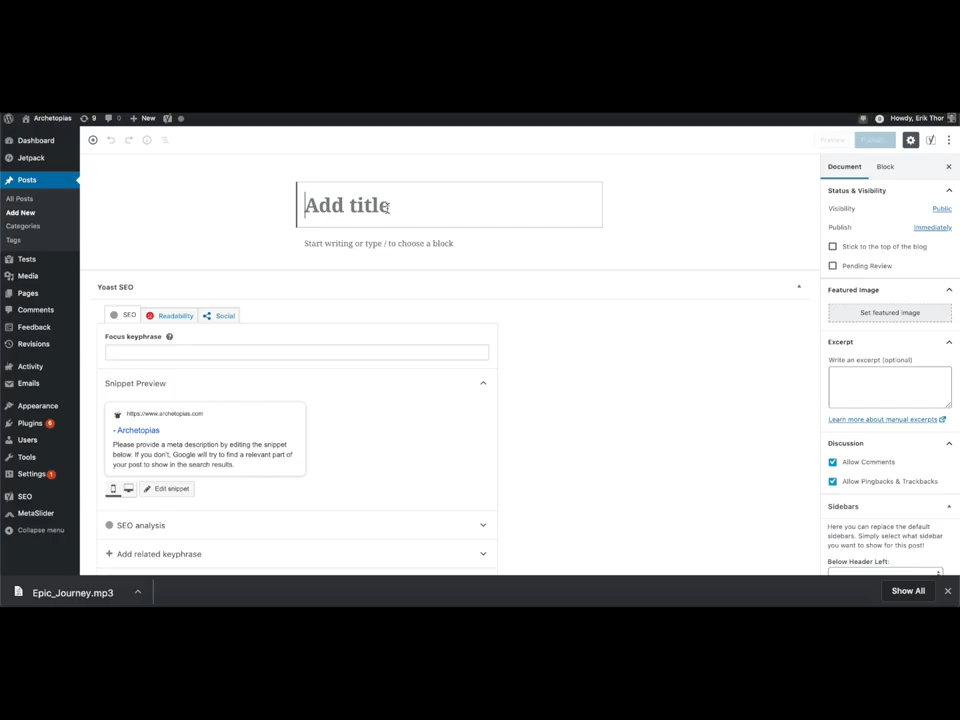 Archetopias 9 0 New Howdy, Erik Thor
Dashboard
Jetpack
Posts
All Posts
Add New
Categories
Tags
Tests
Media
Pages
Comments
Feedback
Revisions
Activity
Emails
Appearance
Plugins 6
Users
Tools
Settings 1
SEO
MetaSlider
Collapse menu
Preview
Add title
Start writing or type / to choose a block
Yoast SEO
SEO Readability Social
Focus keyphrase
Snippet Preview
https://www.archetopias.com
- Archetopias
Please provide a meta description by editing the snippet
below. If you don't, Google will try to find a relevant part of
your post to show in the search results.
Edit snippet
SEO analysis
Add related keyphrase
Document Block
Status & Visibility
Visibility Public
Publish Immediately
Stick to the top of the blog
Pending Review
Featured Image
Set featured image
Excerpt
Write an excerpt (optional)
Learn more about manual excerpts
Discussion
Allow Comments
Allow Pingbacks & Trackbacks
Sidebars
Here you can replace the default
sidebars. Simply select what sidebar
you want to show for this post!
Below Header Left:
Epic_Journey.mp3
Show All